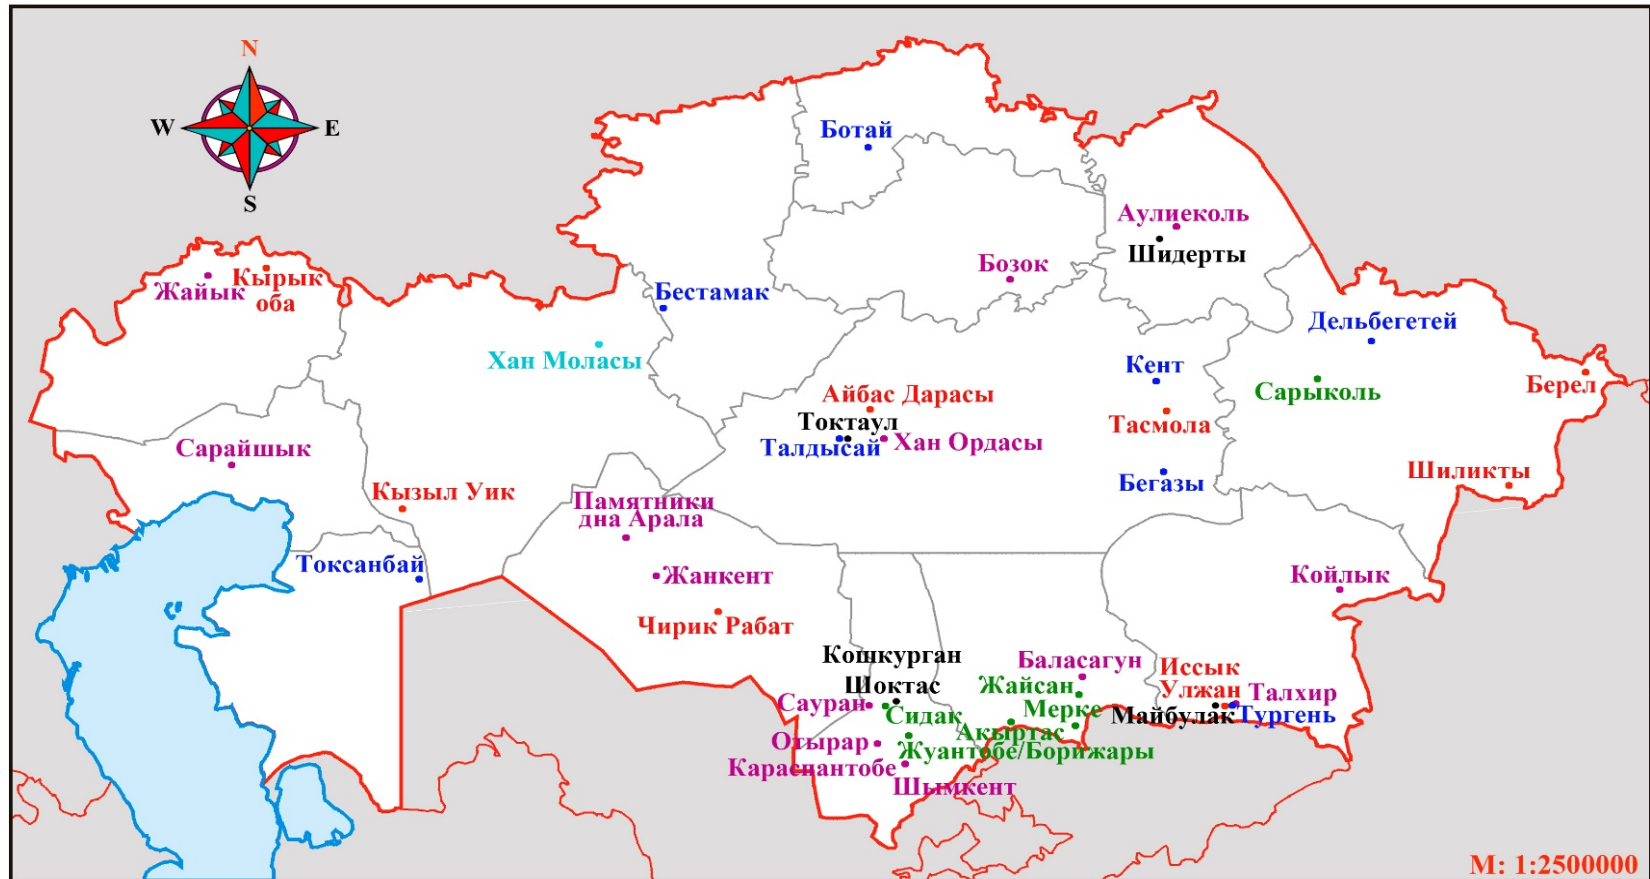 N
W
E
S
Ботай
Аулиеколь
Шидерты
Бозок
Жайык
Кырык
оба
Бестамак
Дельбегетей
Хан Моласы
Кент
Берел
Сарыколь
Айбас Дарасы
Тасмола
Токтаул
Талдысай
Хан Ордасы
Сарайшык
Шиликты
Бегазы
Кызыл Уик
Памятники
дна Арала
Токсанбай
Жанкент
Койлык
Чирик Рабат
Кошкурган
Шоктас
Баласагун
Иссык
Жайсан
Улжан
Талхир
Сауран
Сидак
Мерке
Майбулак
Тургень
Акыртас
Отырар
Жуантобе/Борижары
Караспантобе
Шымкент
М: 1:2500000